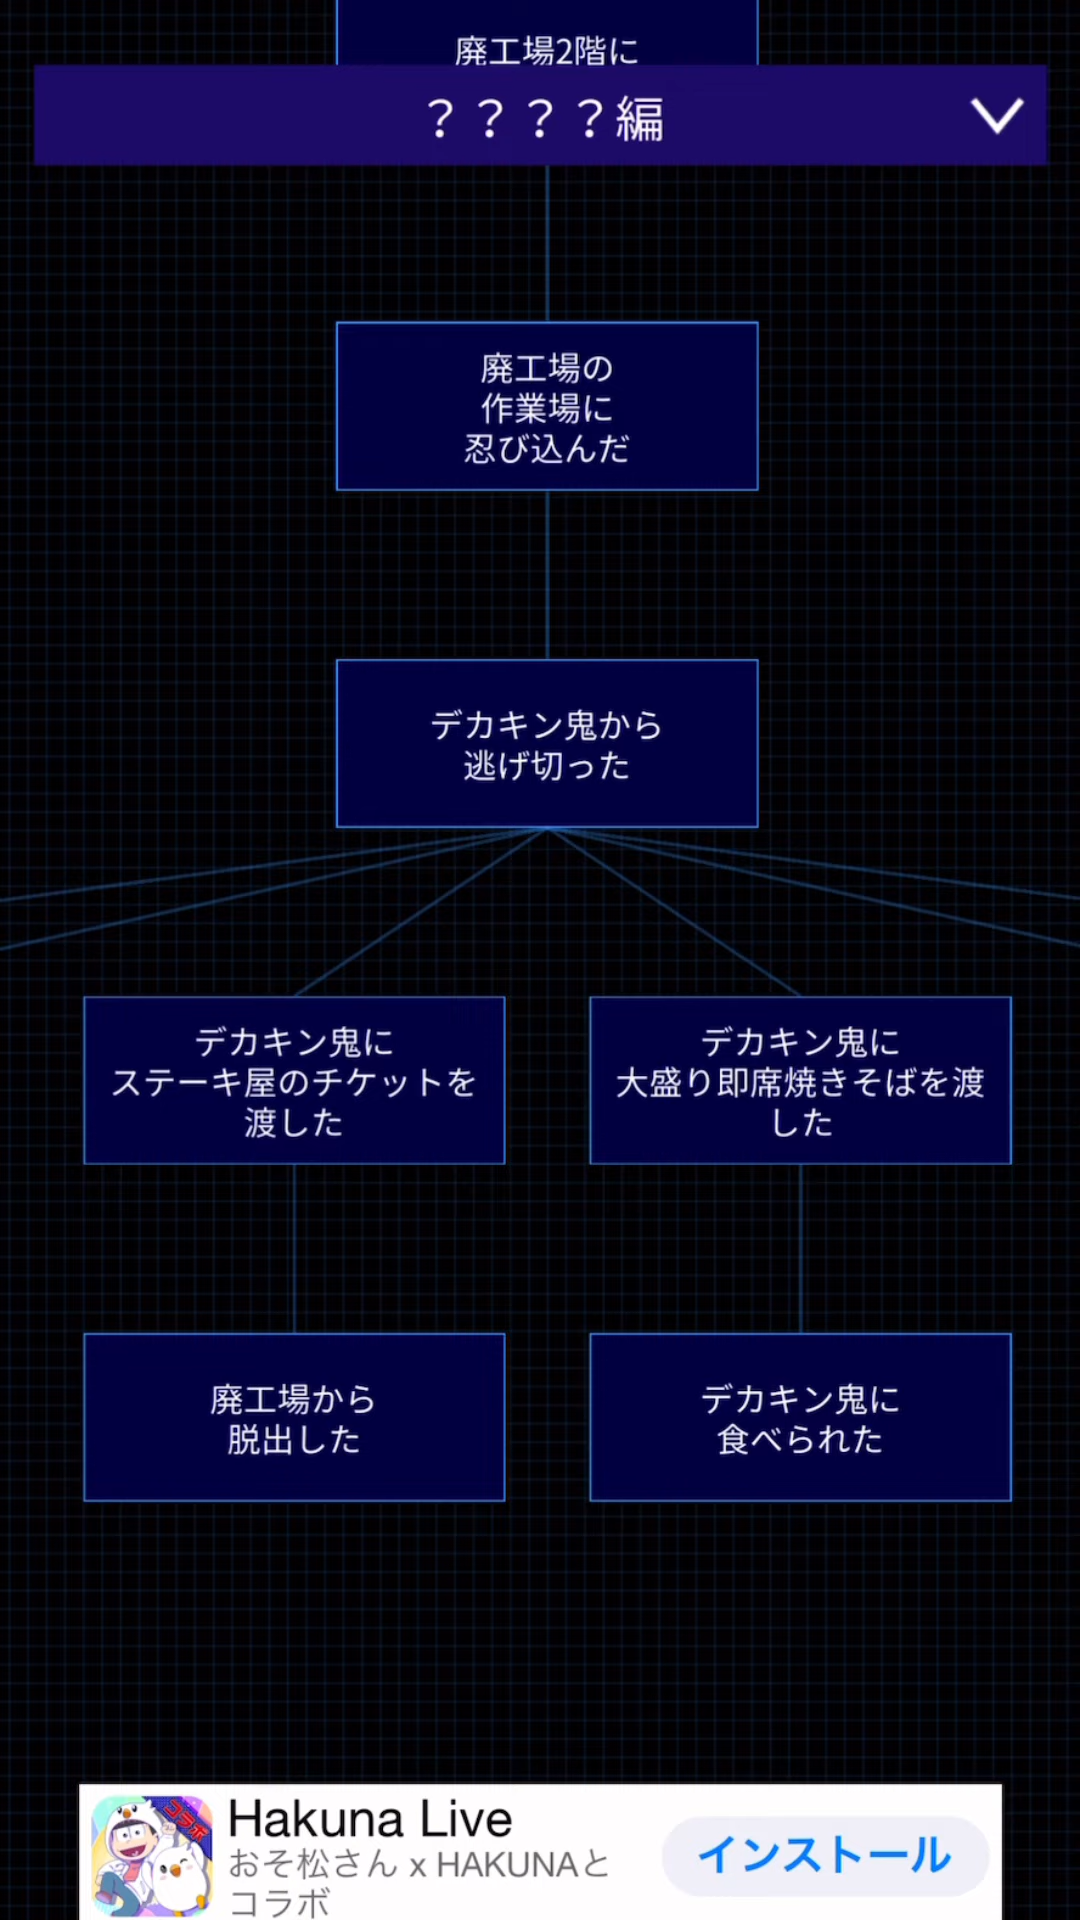 廃工場2階に
？？？？編
廃工場の
作業場に
忍び込んだ
デカキン鬼から
逃げ切った
デカキン鬼に
ステーキ屋のチケットを
渡した
デカキン鬼に
大盛り即席焼きそばを渡
した
廃工場から
脱出した
デカキン鬼に
食べられた
コラボ
Hakuna Live
おそ松さん x HAKUNAと
コラボ
インストール